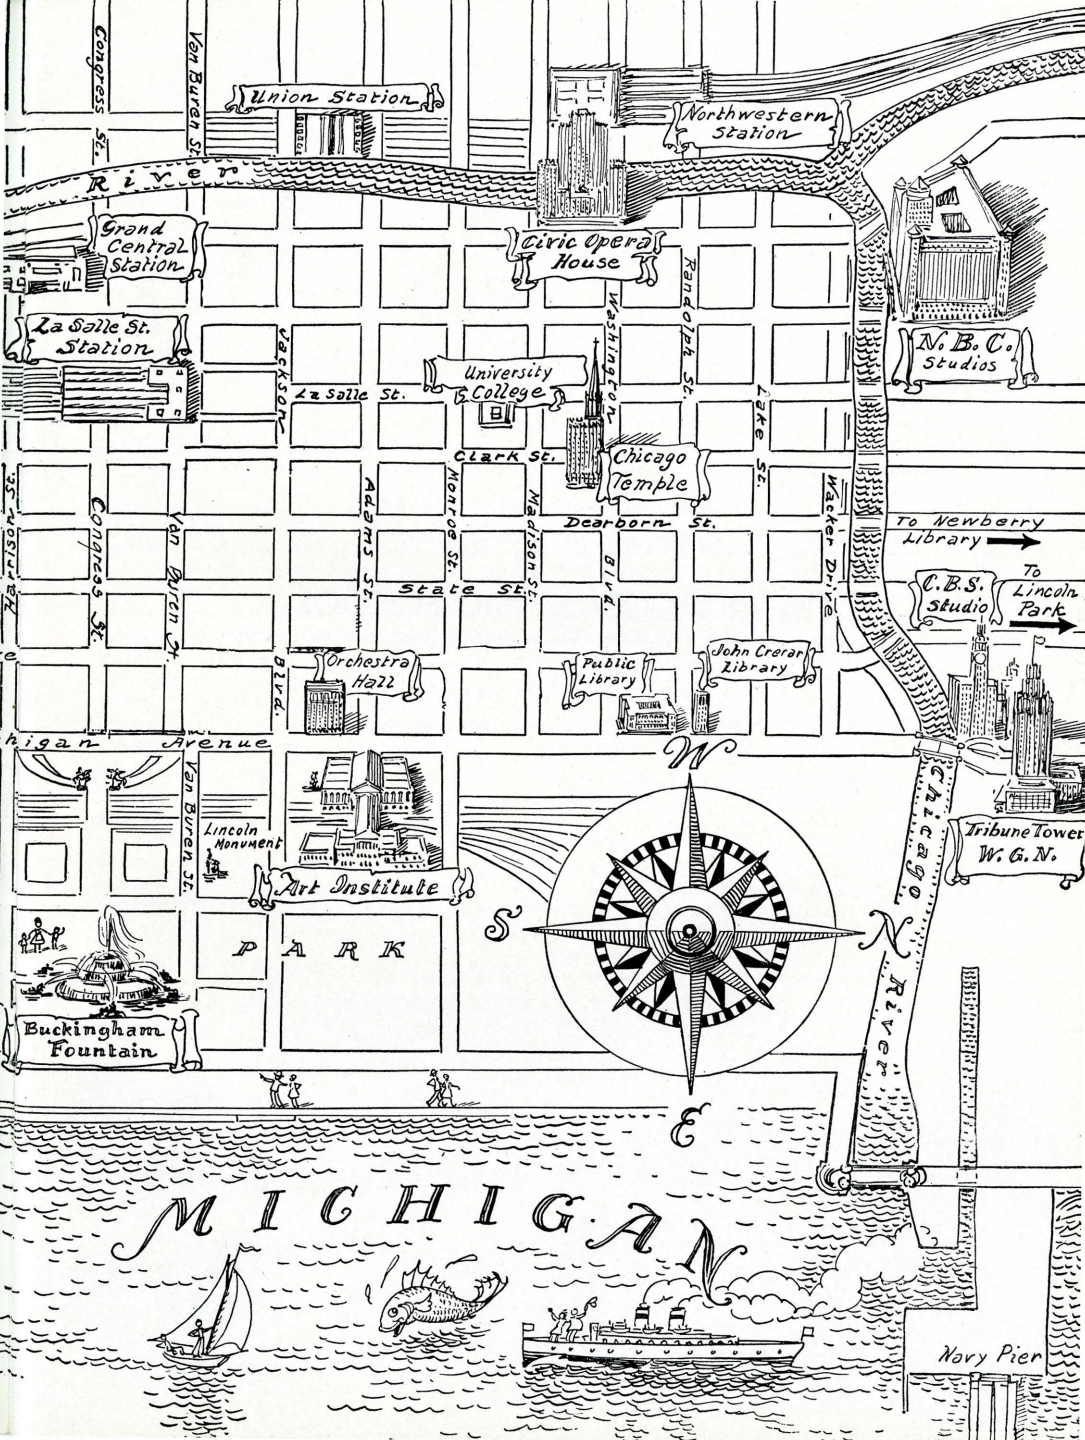 Congress St.
Van Buren St.
Union Station
Northwestern
Station
River
Grand
Central
Station
Civic Opera
House
Randolph St.
Washington
La Salle St.
Station
N. B. C.
Studios
Jackson
La Salle St.
University
College
Lake St.
Clark St.
Chicago
Temple
Harrison St.
Congress St.
Van Buren St.
Adams St.
Monroe St.
Madison St.
Dearborn St.
Wacker Drive
To Newberry
Library
State St.
Blvd.
C.B.S.
Studio
To
Lincoln
Park
Blvd.
Orchestra
Hall
Public
Library
John Crerar
Library
higan Avenue
W
Van Buren St.
Lincoln
Monument
Art Institute
Chicago River
Tribune Tower
W. G. N.
S
N
PARK
Buckingham
Fountain
E
MICHIGAN
Navy Pier